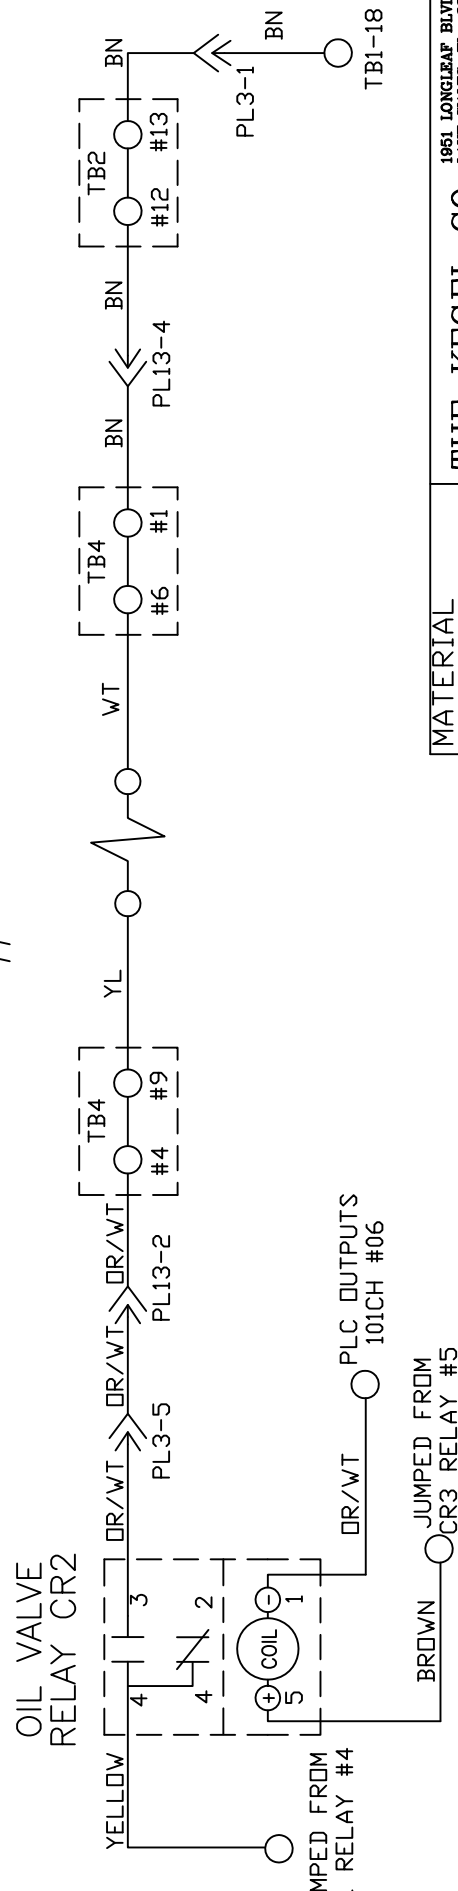 OIL VALVE
RELAY CR2
YELLOW
4
3
4
2
COIL
+
-
5
1
OR/WT
PL3-5
OR/WT
PL13-2
OR/WT
TB4
#4
#9
YL
WT
TB4
#6
#1
BN
PL13-4
BN
TB2
#12
#13
BN
PL3-1
BN
TB1-18
OR/WT
PLC OUTPUTS
101CH #06
BROWN
JUMPED FROM
CR3 RELAY #5
FROM
RELAY #4
MATERIAL
THE KEGEL CO
1951 LONGLEAF